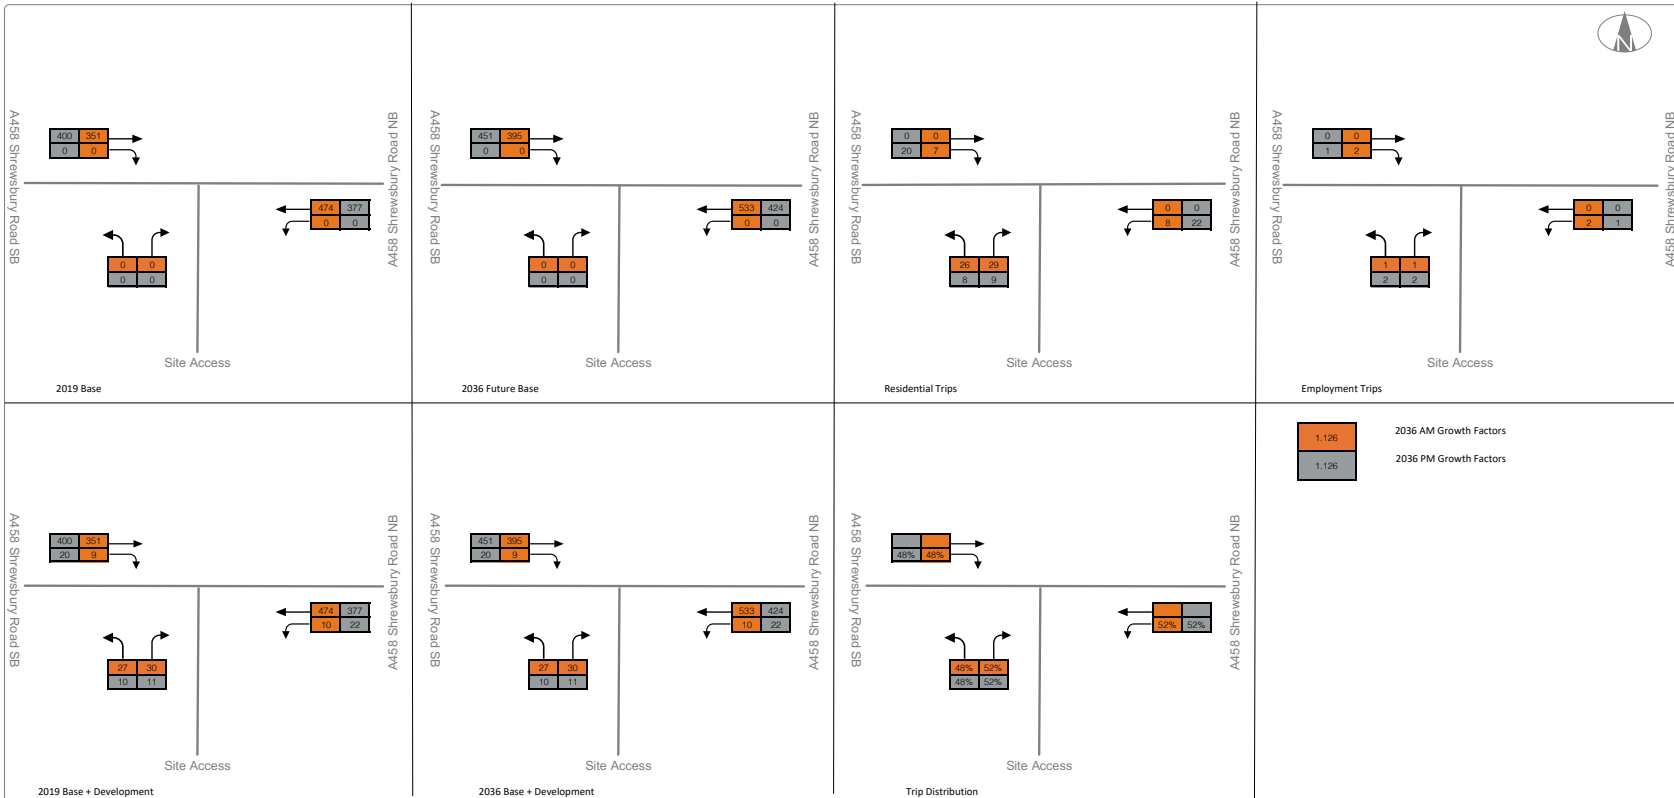 N
A458 Shrewsbury Road SB
400 351
0 0
474 377
0 0
0 0
0 0
A458 Shrewsbury Road NB
Site Access
2019 Base
A458 Shrewsbury Road SB
451 395
0 0
533 424
0 0
0 0
0 0
A458 Shrewsbury Road NB
Site Access
2036 Future Base
A458 Shrewsbury Road SB
0 0
20 7
0 0
8 22
26 29
8 9
A458 Shrewsbury Road NB
Site Access
Residential Trips
A458 Shrewsbury Road SB
0 0
1 2
0 0
2 1
1 1
2 2
A458 Shrewsbury Road NB
Site Access
Employment Trips
A458 Shrewsbury Road SB
400 351
20 9
474 377
10 22
27 30
10 11
A458 Shrewsbury Road NB
Site Access
2019 Base + Development
A458 Shrewsbury Road SB
451 395
20 9
533 424
10 22
27 30
10 11
A458 Shrewsbury Road NB
Site Access
2036 Base + Development
A458 Shrewsbury Road SB
48% 48%
52% 52%
48% 52%
48% 52%
A458 Shrewsbury Road NB
Site Access
Trip Distribution
1.126 2036 AM Growth Factors
1.126 2036 PM Growth Factors